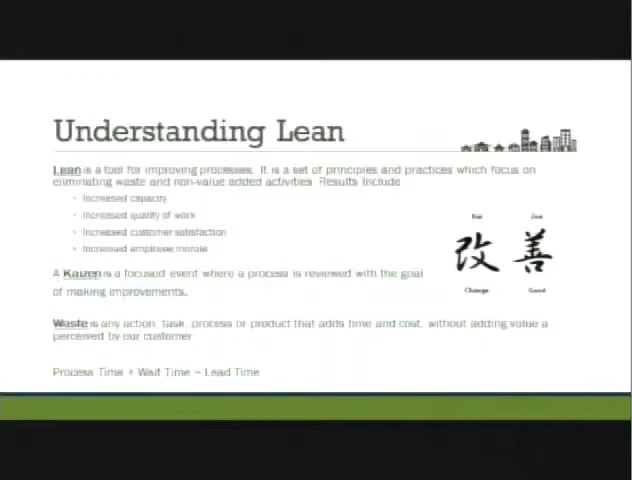 Understanding Lean
Lean is a tool for improving processes. It is a set of principles and practices which focus on
eliminating waste and non-value added activities. Results include
• Increased capacity
• Increased quality of work
• Increased customer satisfaction
• Increased employee morale
Kai Zen
改 善
Change Good
A Kaizen is a focused event where a process is reviewed with the goal
of making improvements.
Waste is any action, task, process or product that adds time and cost, without adding value a
perceived by our customer
Process Time + Wait Time = Lead Time